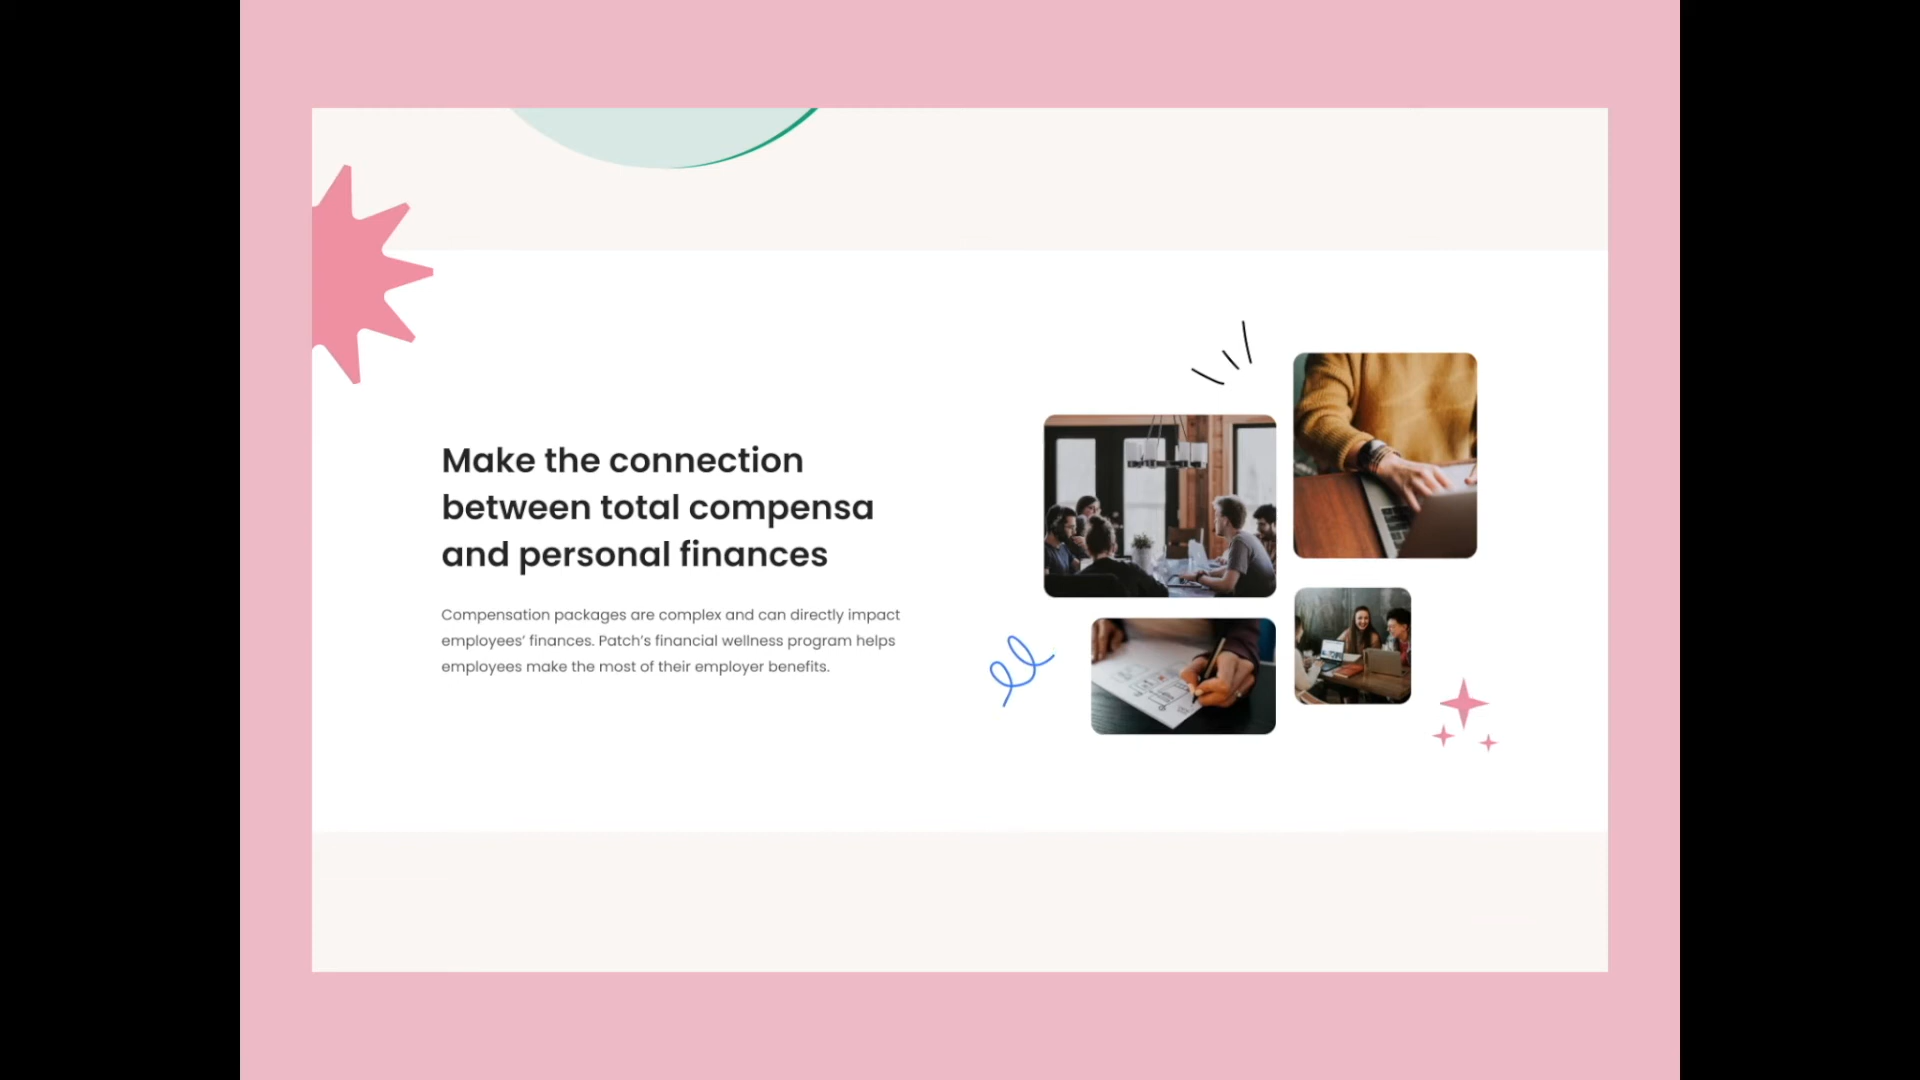 Make the connection
between total compensa
and personal finances
Compensation packages are complex and can directly impact
employees’ finances. Patch’s financial wellness program helps
employees make the most of their employer benefits.